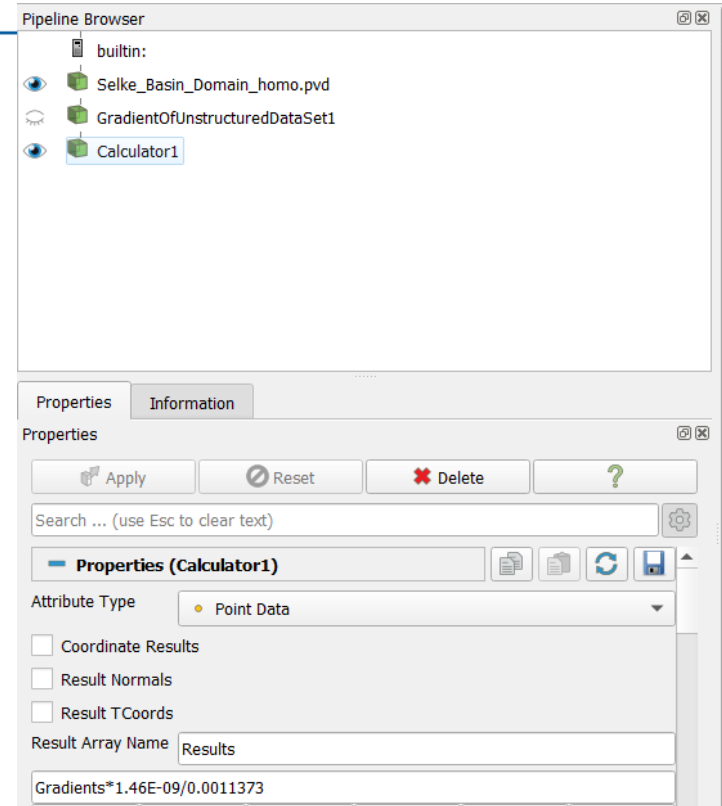 Pipeline Browser
builtin:
Selke_Basin_Domain_homo.pvd
GradientOfUnstructuredDataSet1
Calculator1
Properties Information
Properties
Apply Reset Delete ?
Search ... (use Esc to clear text)
Properties (Calculator1)
Attribute Type Point Data
Coordinate Results
Result Normals
Result TCoords
Result Array Name Results
Gradients*1.46E-09/0.0011373